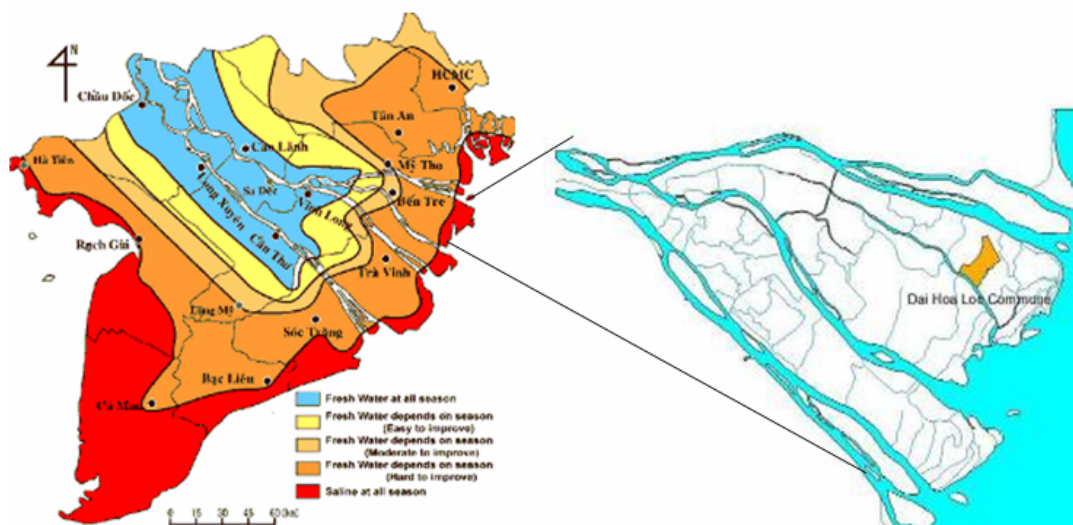 N
HCMC
Châu Dốc
Tân An
Cao Lãnh
Mỹ Tho
Hà Tiên
Sa Dốc
Long Xuyên
Vĩnh Long
Bến Tre
Rạch Giá
Cần Thơ
Trà Vinh
Sóc Trăng
Bạc Liêu
Cà Mau
Dai Hoa Loc Commune
Fresh Water at all season
Fresh Water depends on season
(Easy to improve)
Fresh Water depends on season
(Moderate to improve)
Fresh Water depends on season
(Hard to improve)
Saline at all season
0 15 30 45 60 (km)